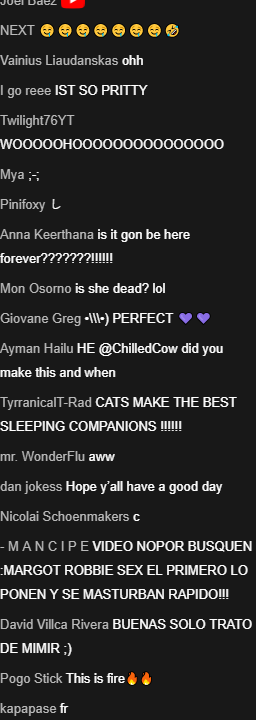 Joel Baez
NEXT 😊😊😊😊😊😊😊🤣
Vainius Liaudanskas ohh
I go reee IST SO PRITTY
Twilight76YT
WOOOOOHOOOOOOOOOOOOOOO
Mya ;-;
Pinifoxy し
Anna Keerthana is it gon be here
forever???????!!!!!!
Mon Osorno is she dead? lol
Giovane Greg •\\\•) PERFECT 💜💜
Ayman Hailu HE @ChilledCow did you
make this and when
TyrranicalT-Rad CATS MAKE THE BEST
SLEEPING COMPANIONS !!!!!!
mr. WonderFlu aww
dan jokess Hope y'all have a good day
Nicolai Schoenmakers c
- M A N C I P E VIDEO NOPOR BUSQUEN
:MARGOT ROBBIE SEX EL PRIMERO LO
PONEN Y SE MASTURBAN RAPIDO!!!
David Villca Rivera BUENAS SOLO TRATO
DE MIMIR ;)
Pogo Stick This is fire🔥🔥
kapapase fr